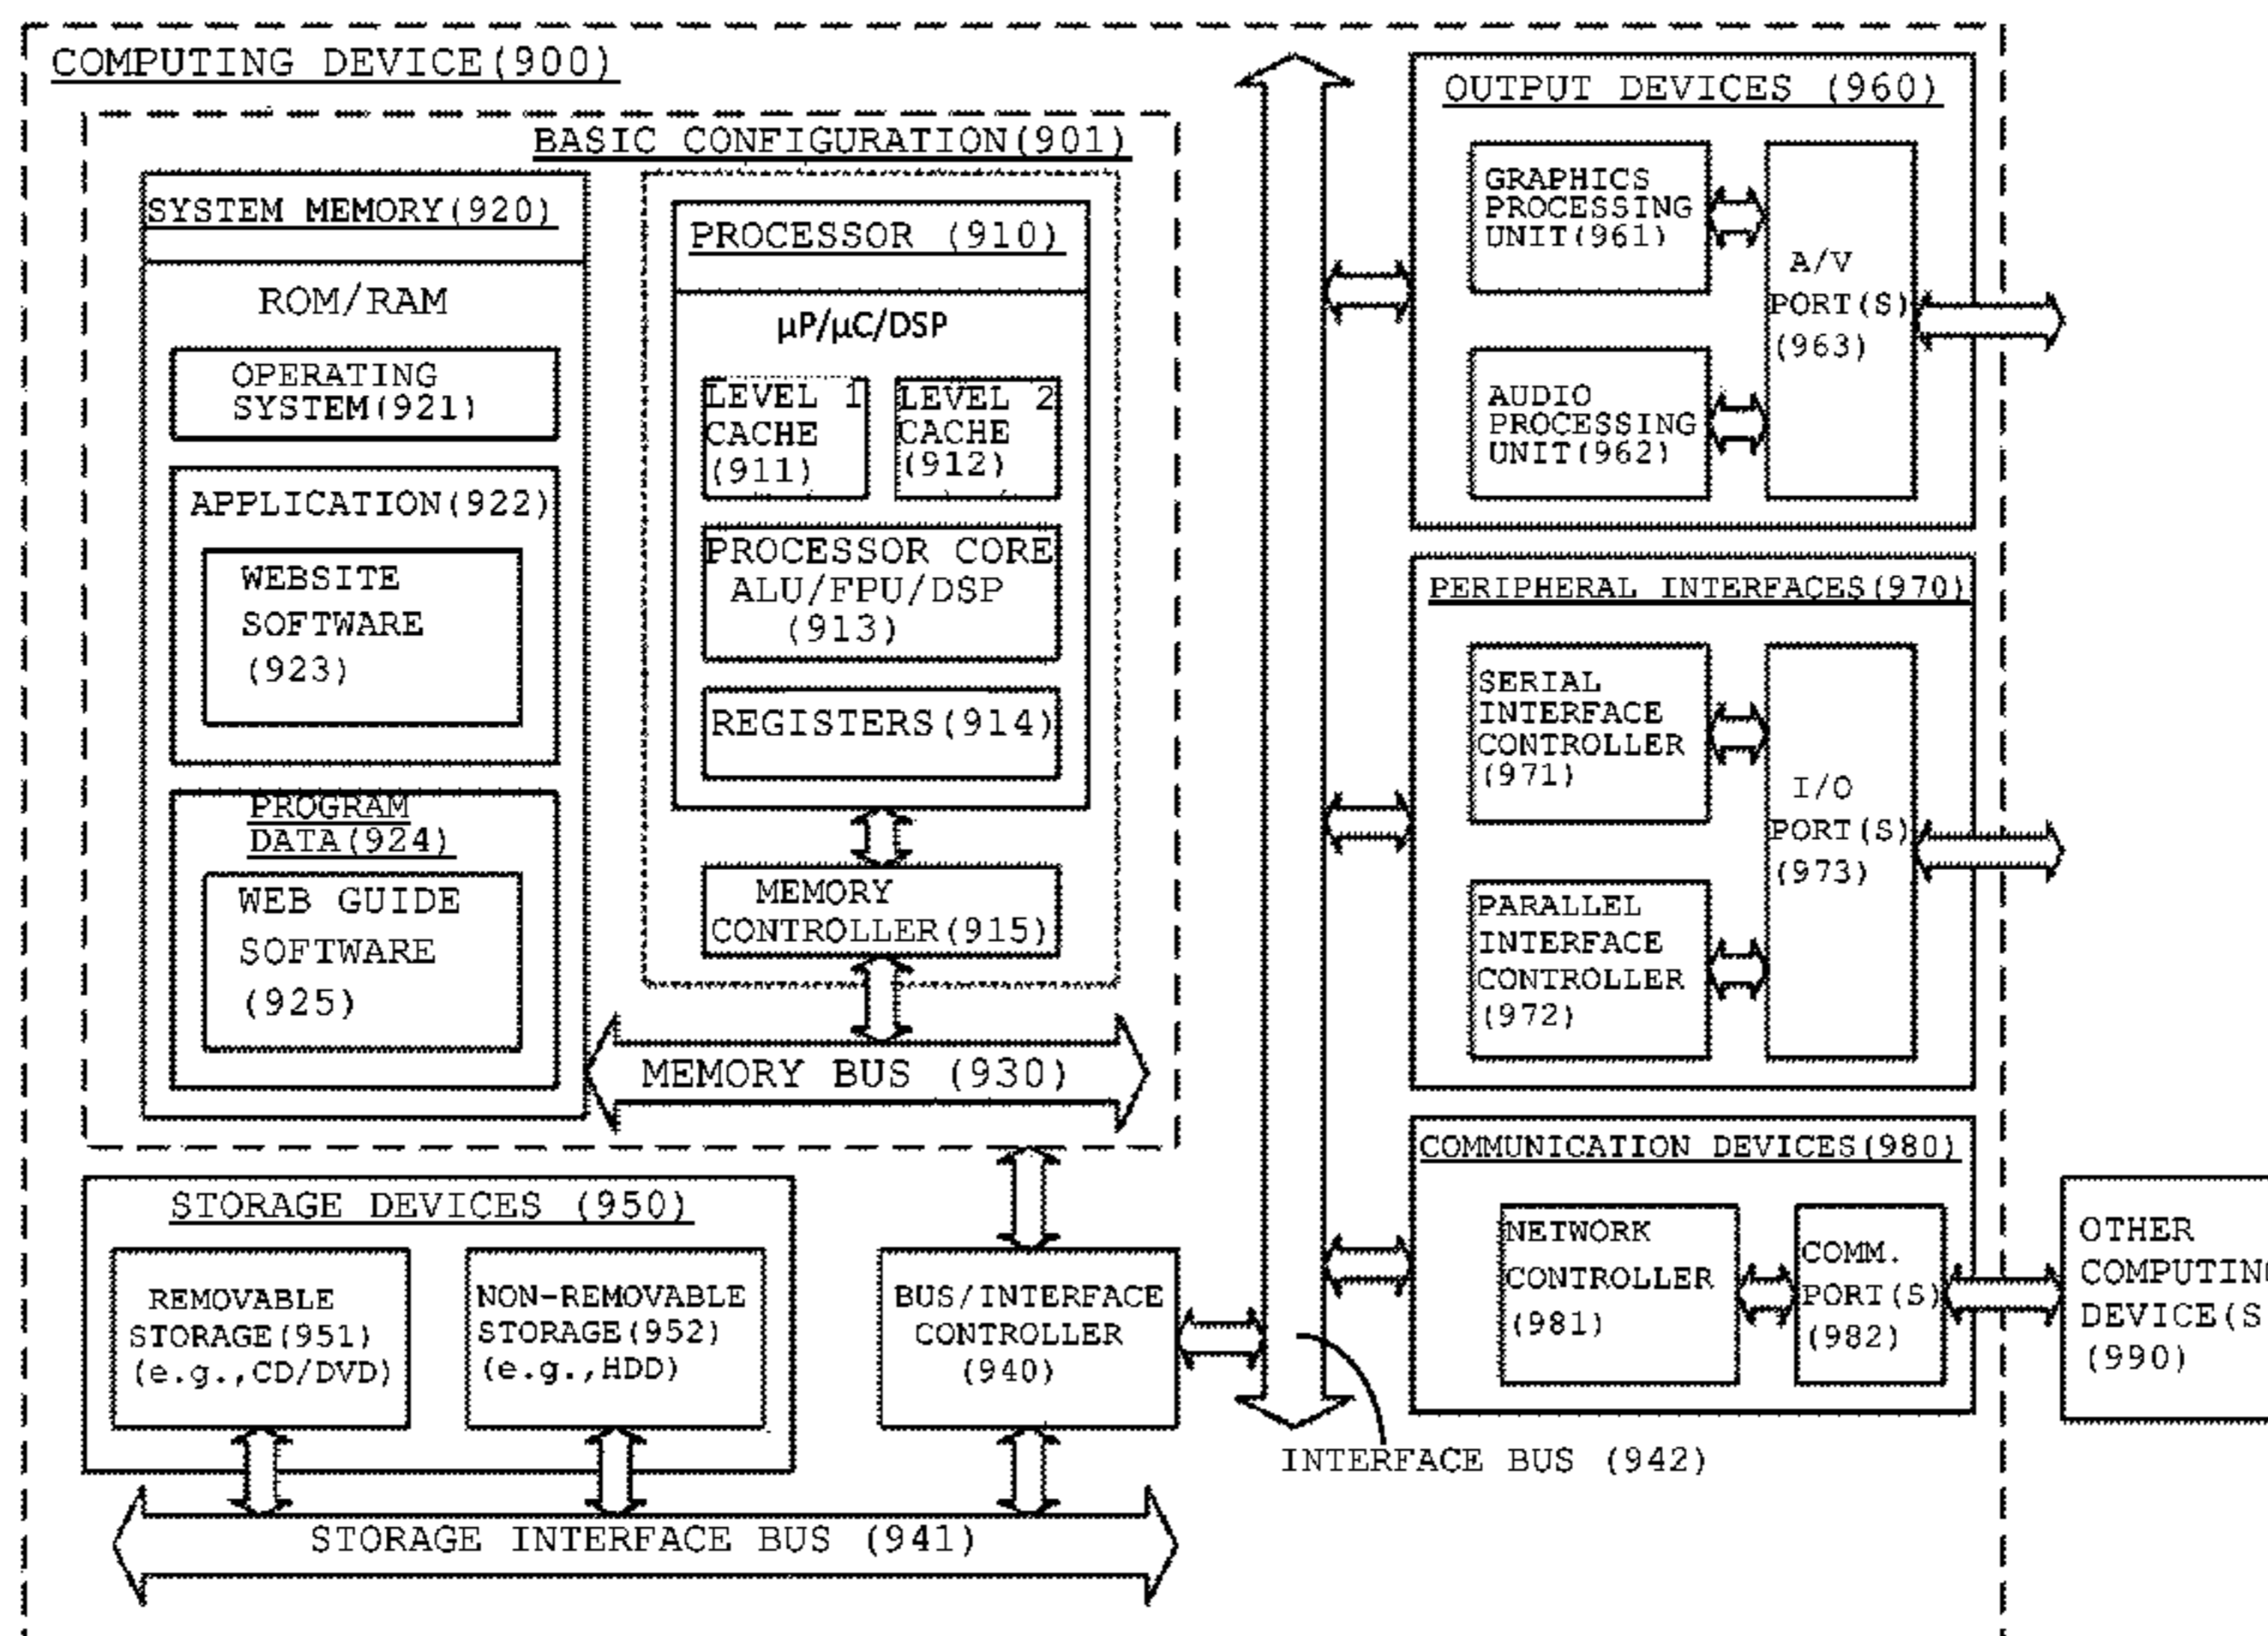 COMPUTING DEVICE(900)
BASIC CONFIGURATION(901)
SYSTEM MEMORY(920)
ROM/RAM
OPERATING
SYSTEM(921)
APPLICATION(922)
WEBSITE
SOFTWARE
(923)
PROGRAM
DATA(924)
WEB GUIDE
SOFTWARE
(925)
PROCESSOR (910)
µP/µC/DSP
LEVEL 1
CACHE
(911)
LEVEL 2
CACHE
(912)
PROCESSOR CORE
ALU/FPU/DSP
(913)
REGISTERS(914)
MEMORY
CONTROLLER(915)
MEMORY BUS (930)
STORAGE DEVICES (950)
REMOVABLE
STORAGE(951)
(e.g.,CD/DVD)
NON-REMOVABLE
STORAGE(952)
(e.g.,HDD)
BUS/INTERFACE
CONTROLLER
(940)
STORAGE INTERFACE BUS (941)
INTERFACE BUS (942)
OUTPUT DEVICES (960)
GRAPHICS
PROCESSING
UNIT(961)
AUDIO
PROCESSING
UNIT(962)
A/V
PORT(S)
(963)
PERIPHERAL INTERFACES(970)
SERIAL
INTERFACE
CONTROLLER
(971)
PARALLEL
INTERFACE
CONTROLLER
(972)
I/O
PORT(S)
(973)
COMMUNICATION DEVICES(980)
NETWORK
CONTROLLER
(981)
COMM.
PORT(S)
(982)
OTHER
COMPUTING
DEVICE(S
(990)